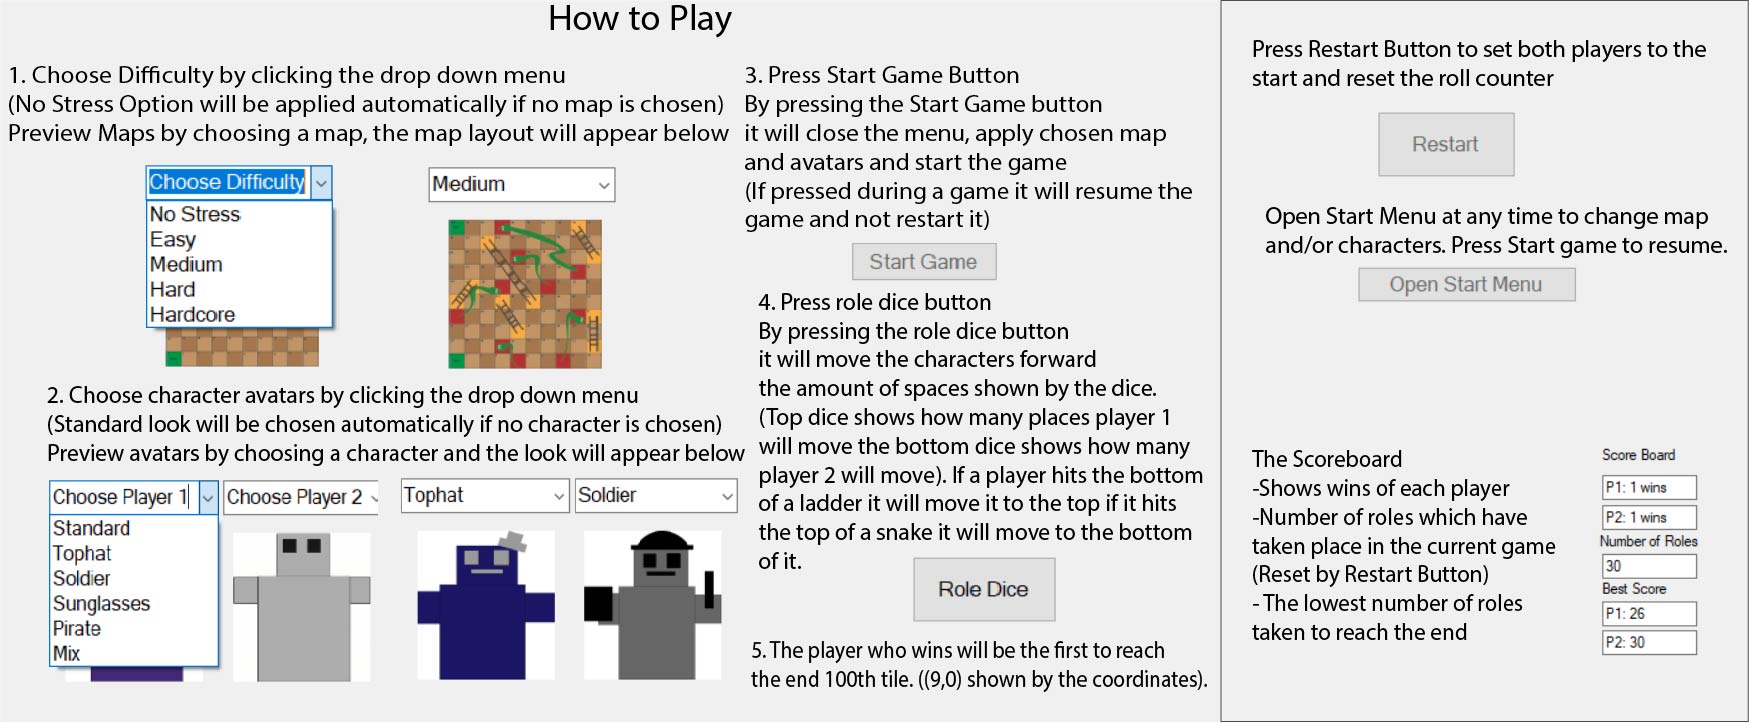 How to Play
1. Choose Difficulty by clicking the drop down menu
(No Stress Option will be applied automatically if no map is chosen)
Preview Maps by choosing a map, the map layout will appear below
Choose Difficulty
No Stress
Easy
Medium
Hard
Hardcore
Medium
2. Choose character avatars by clicking the drop down menu
(Standard look will be chosen automatically if no character is chosen)
Preview avatars by choosing a character and the look will appear below
Choose Player 1
Standard
Tophat
Soldier
Sunglasses
Pirate
Mix
Choose Player 2
Tophat
Soldier
3. Press Start Game Button
By pressing the Start Game button
it will close the menu, apply chosen map
and avatars and start the game
(If pressed during a game it will resume the
game and not restart it)
Start Game
4. Press role dice button
By pressing the role dice button
it will move the characters forward
the amount of spaces shown by the dice.
(Top dice shows how many places player 1
will move the bottom dice shows how many
player 2 will move). If a player hits the bottom
of a ladder it will move it to the top if it hits
the top of a snake it will move to the bottom
of it.
Role Dice
5. The player who wins will be the first to reach
the end 100th tile. ((9,0) shown by the coordinates).
Press Restart Button to set both players to the
start and reset the roll counter
Restart
Open Start Menu at any time to change map
and/or characters. Press Start game to resume.
Open Start Menu
The Scoreboard
-Shows wins of each player
-Number of roles which have
taken place in the current game
(Reset by Restart Button)
- The lowest number of roles
taken to reach the end
Score Board
P1: 1 wins
P2: 1 wins
Number of Roles
30
Best Score
P1: 26
P2: 30